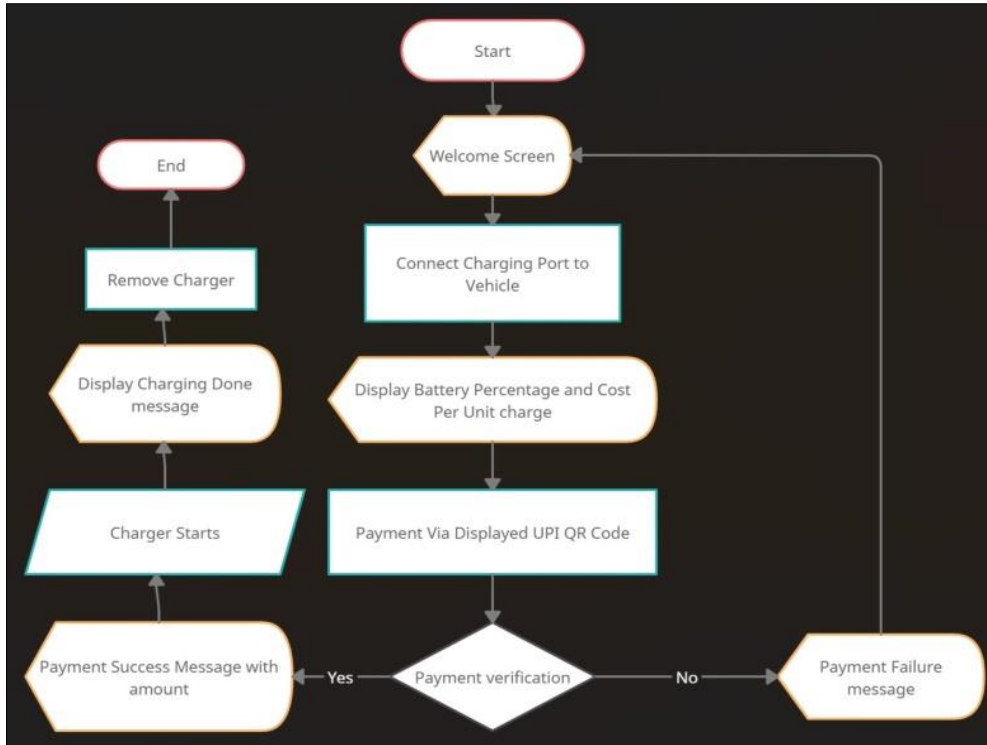 Start
Welcome Screen
Connect Charging Port to
Vehicle
Display Battery Percentage and Cost
Per Unit charge
Payment Via Displayed UPI QR Code
Payment verification
Yes
No
Payment Success Message with
amount
Charger Starts
Display Charging Done
message
Remove Charger
End
Payment Failure
message